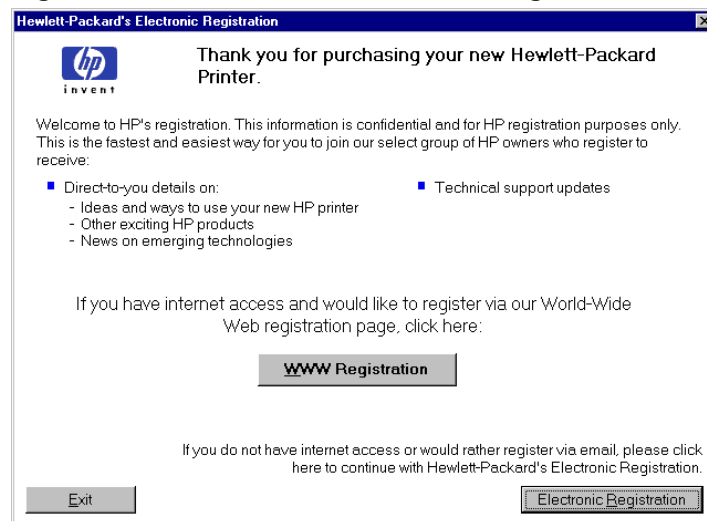 Hewlett-Packard's Electronic Registration
hp
invent
Thank you for purchasing your new Hewlett-Packard
Printer.
Welcome to HP's registration. This information is confidential and for HP registration purposes only.
This is the fastest and easiest way for you to join our select group of HP owners who register to
receive:
Direct-to-you details on:
- Ideas and ways to use your new HP printer
- Other exciting HP products
- News on emerging technologies
Technical support updates
If you have internet access and would like to register via our World-Wide
Web registration page, click here:
WWW Registration
If you do not have internet access or would rather register via email, please click
here to continue with Hewlett-Packard's Electronic Registration.
Exit
Electronic Registration